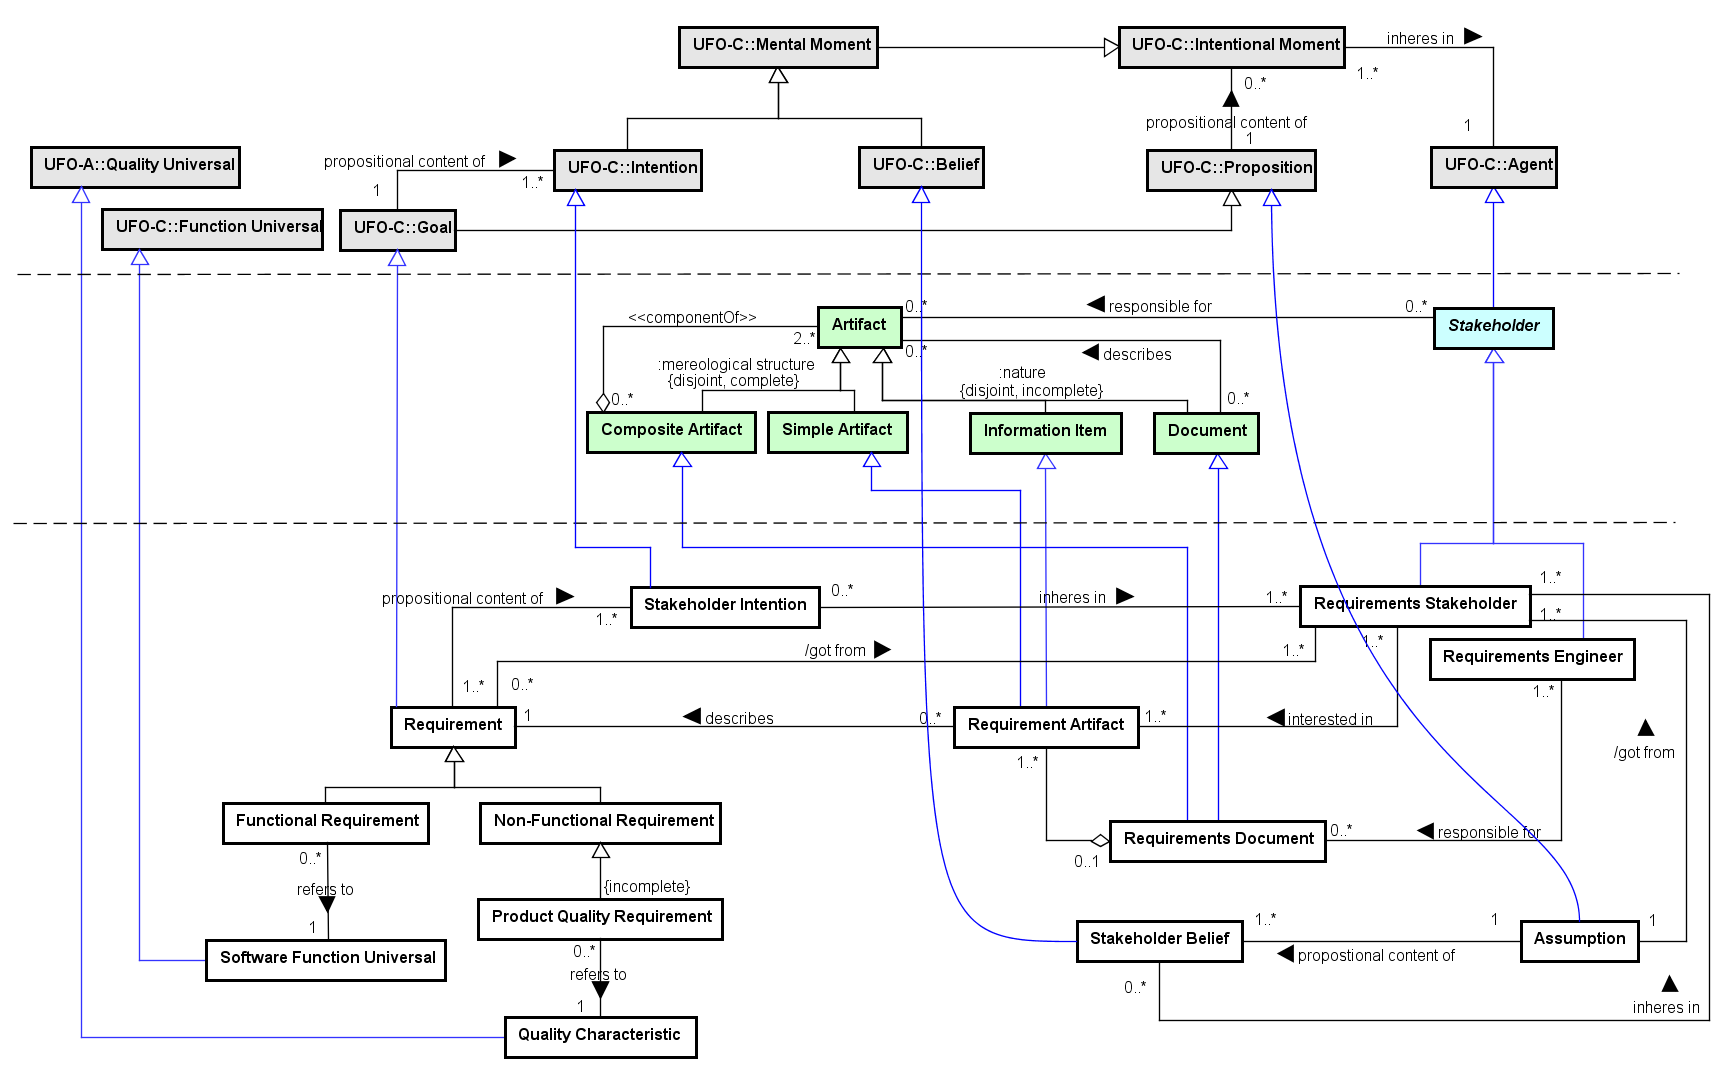 UFO-C::Mental Moment
UFO-C::Intentional Moment
inheres in
1..*
0..*
propositional content of
1
1
UFO-A::Quality Universal
propositional content of
1..*
1
UFO-C::Intention
UFO-C::Belief
UFO-C::Proposition
UFO-C::Agent
UFO-C::Function Universal
UFO-C::Goal
<<componentOf>>
2..*
0..*
Artifact
0..*
responsible for
0..*
Stakeholder
0..*
describes
0..*
:mereological structure
{disjoint, complete}
:nature
{disjoint, incomplete}
Composite Artifact
Simple Artifact
Information Item
Document
propositional content of
1..*
1..*
Stakeholder Intention
0..*
inheres in
1..*
Requirements Stakeholder
1..*
1..*
1..*
/got from
1..*
0..*
Requirements Engineer
1..*
Requirement
1
describes
0..*
Requirement Artifact
1..*
interested in
/got from
1..*
0..1
Functional Requirement
Non-Functional Requirement
Requirements Document
0..*
responsible for
0..*
refers to
1
{incomplete}
Product Quality Requirement
0..*
refers to
1
Software Function Universal
Stakeholder Belief
1..*
1
propostional content of
Assumption
1
0..*
inheres in
Quality Characteristic